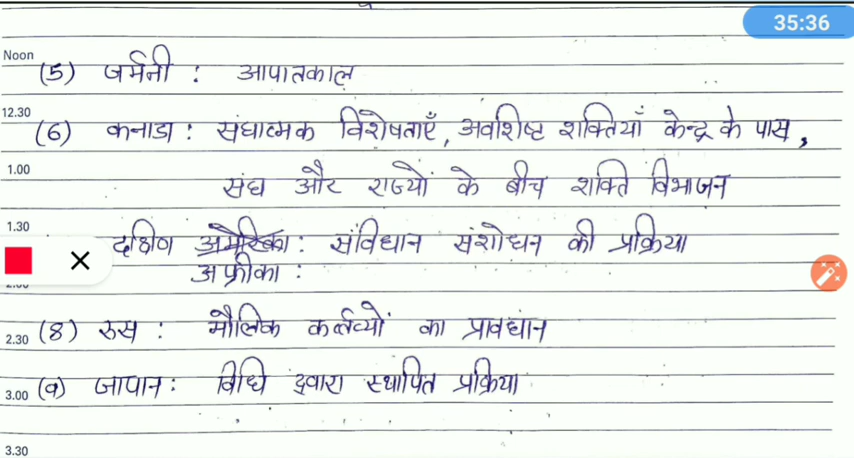 35:36
Noon
(5) जर्मनी : आपातकाल
12.30
(6) कनाडा : संघात्मक विशेषताएँ, अवशिष्ट शक्तियाँ केन्द्र के पास,
1.00
संघ और राज्यों के बीच शक्ति विभाजन
1.30
दक्षिण अमेरिका : संविधान संशोधन की प्रक्रिया
अफ्रीका :
(8) रुस : मौलिक कर्तव्यों का प्रावधान
2.30
(9) जापान : विधि द्वारा स्थापित प्रक्रिया
3.00
3.30